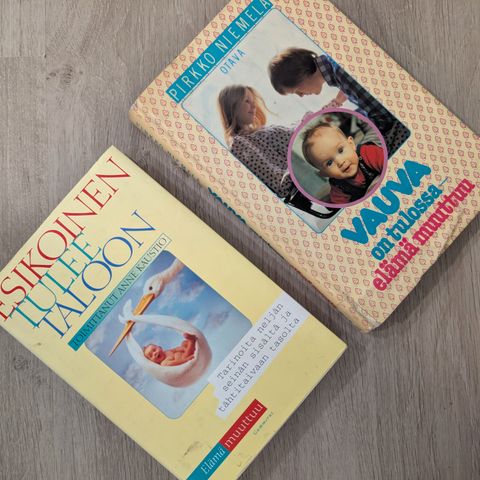 PIRKKO NIEMELÄ
OTAVA
VAUVA
on tulossa
elämä muuttuu
ESIKOINEN
TULEE
TALOON
TOIMITTANUT ANNE KAUSTIO
Tarinoita neljän
seinän sisältä ja
tähtitaivaan tasolta
Elämä muuttuu
Gummerus